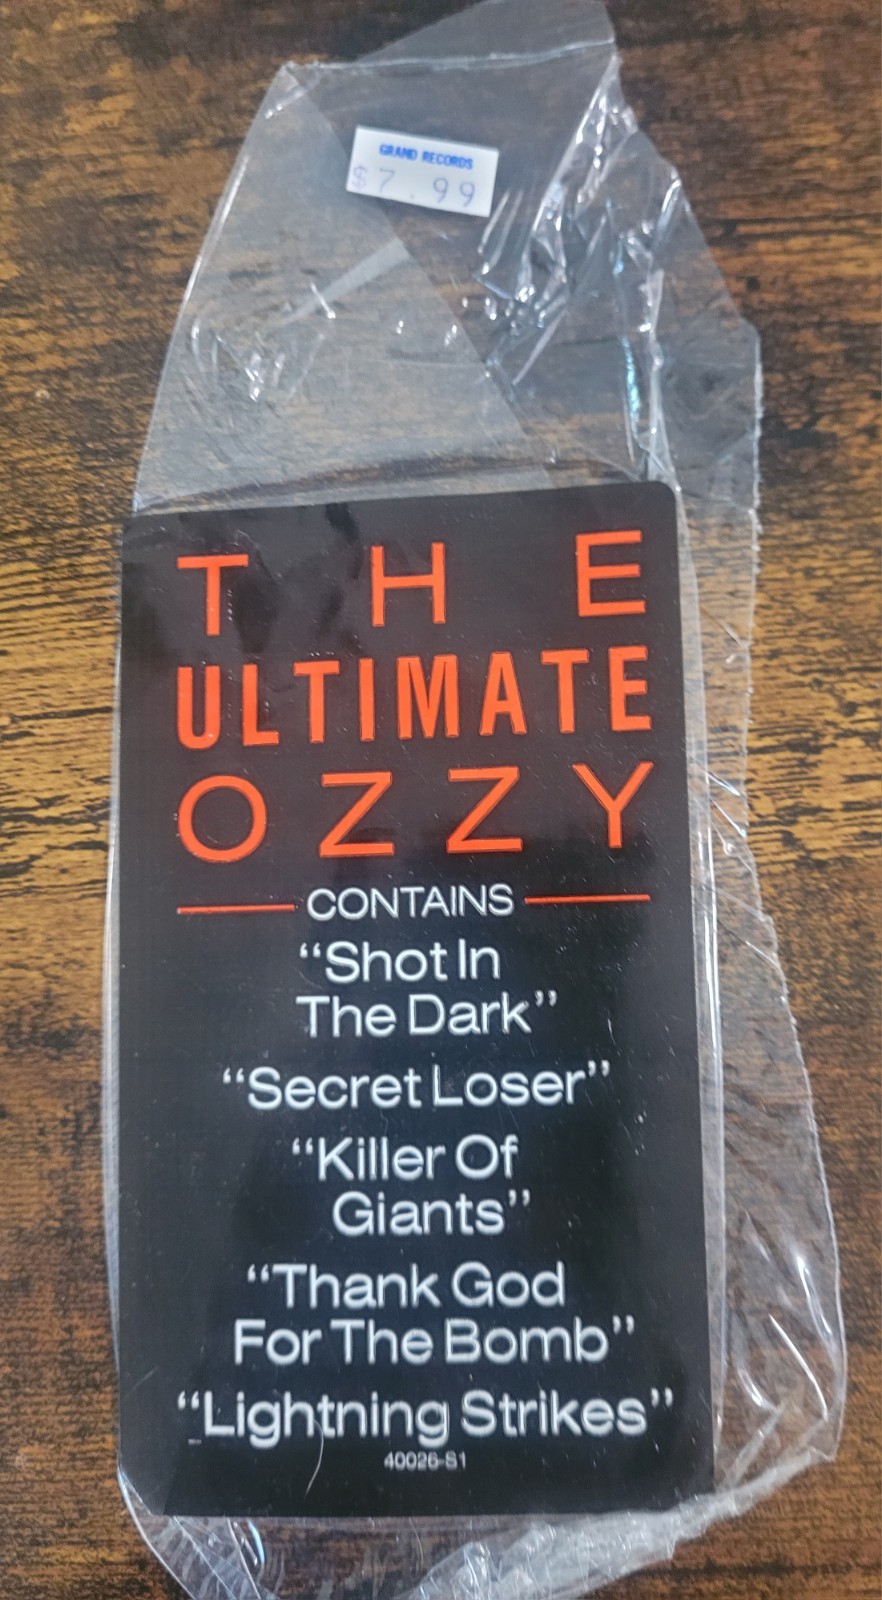 GRAND RECORDS
$7.99
THE
ULTIMATE
OZZY
CONTAINS
“Shot In
The Dark”
“Secret Loser”
“Killer Of
Giants”
“Thank God
For The Bomb”
“Lightning Strikes”
40026-S1